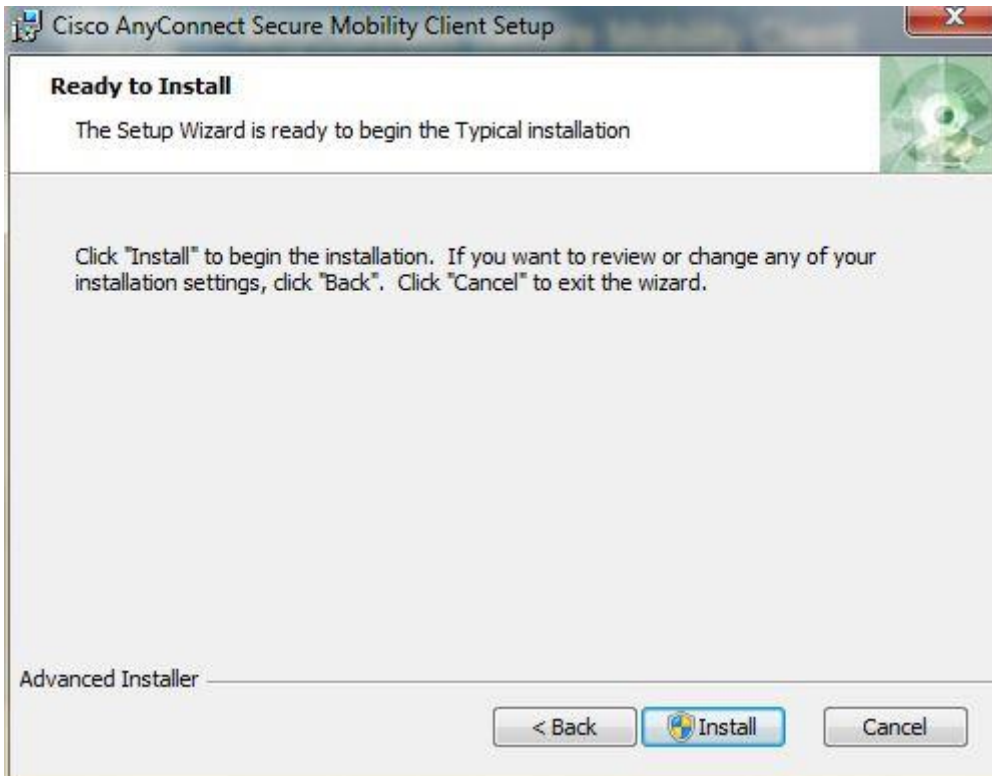 Cisco AnyConnect Secure Mobility Client Setup
Ready to Install
The Setup Wizard is ready to begin the Typical installation
Click "Install" to begin the installation. If you want to review or change any of your
installation settings, click "Back". Click "Cancel" to exit the wizard.
Advanced Installer
< Back
Install
Cancel